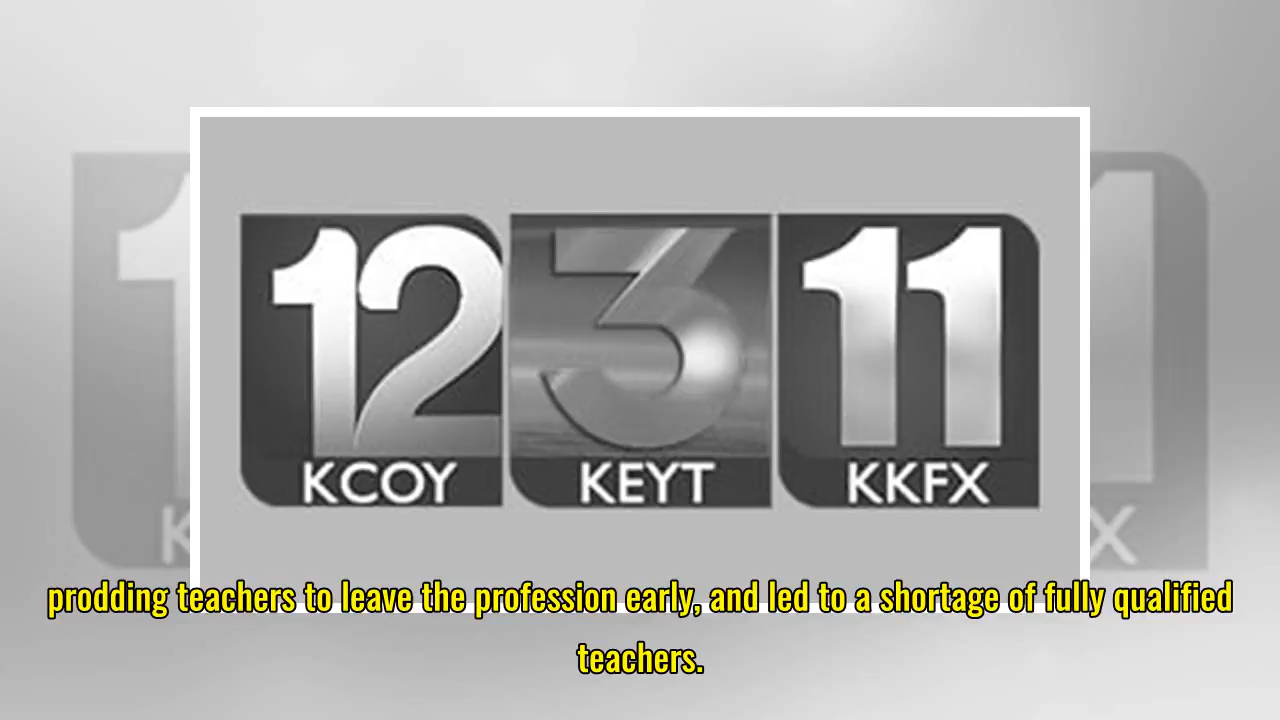 12 3 11
KCOY KEYT KKFX
prodding teachers to leave the profession early, and led to a shortage of fully qualified
teachers.